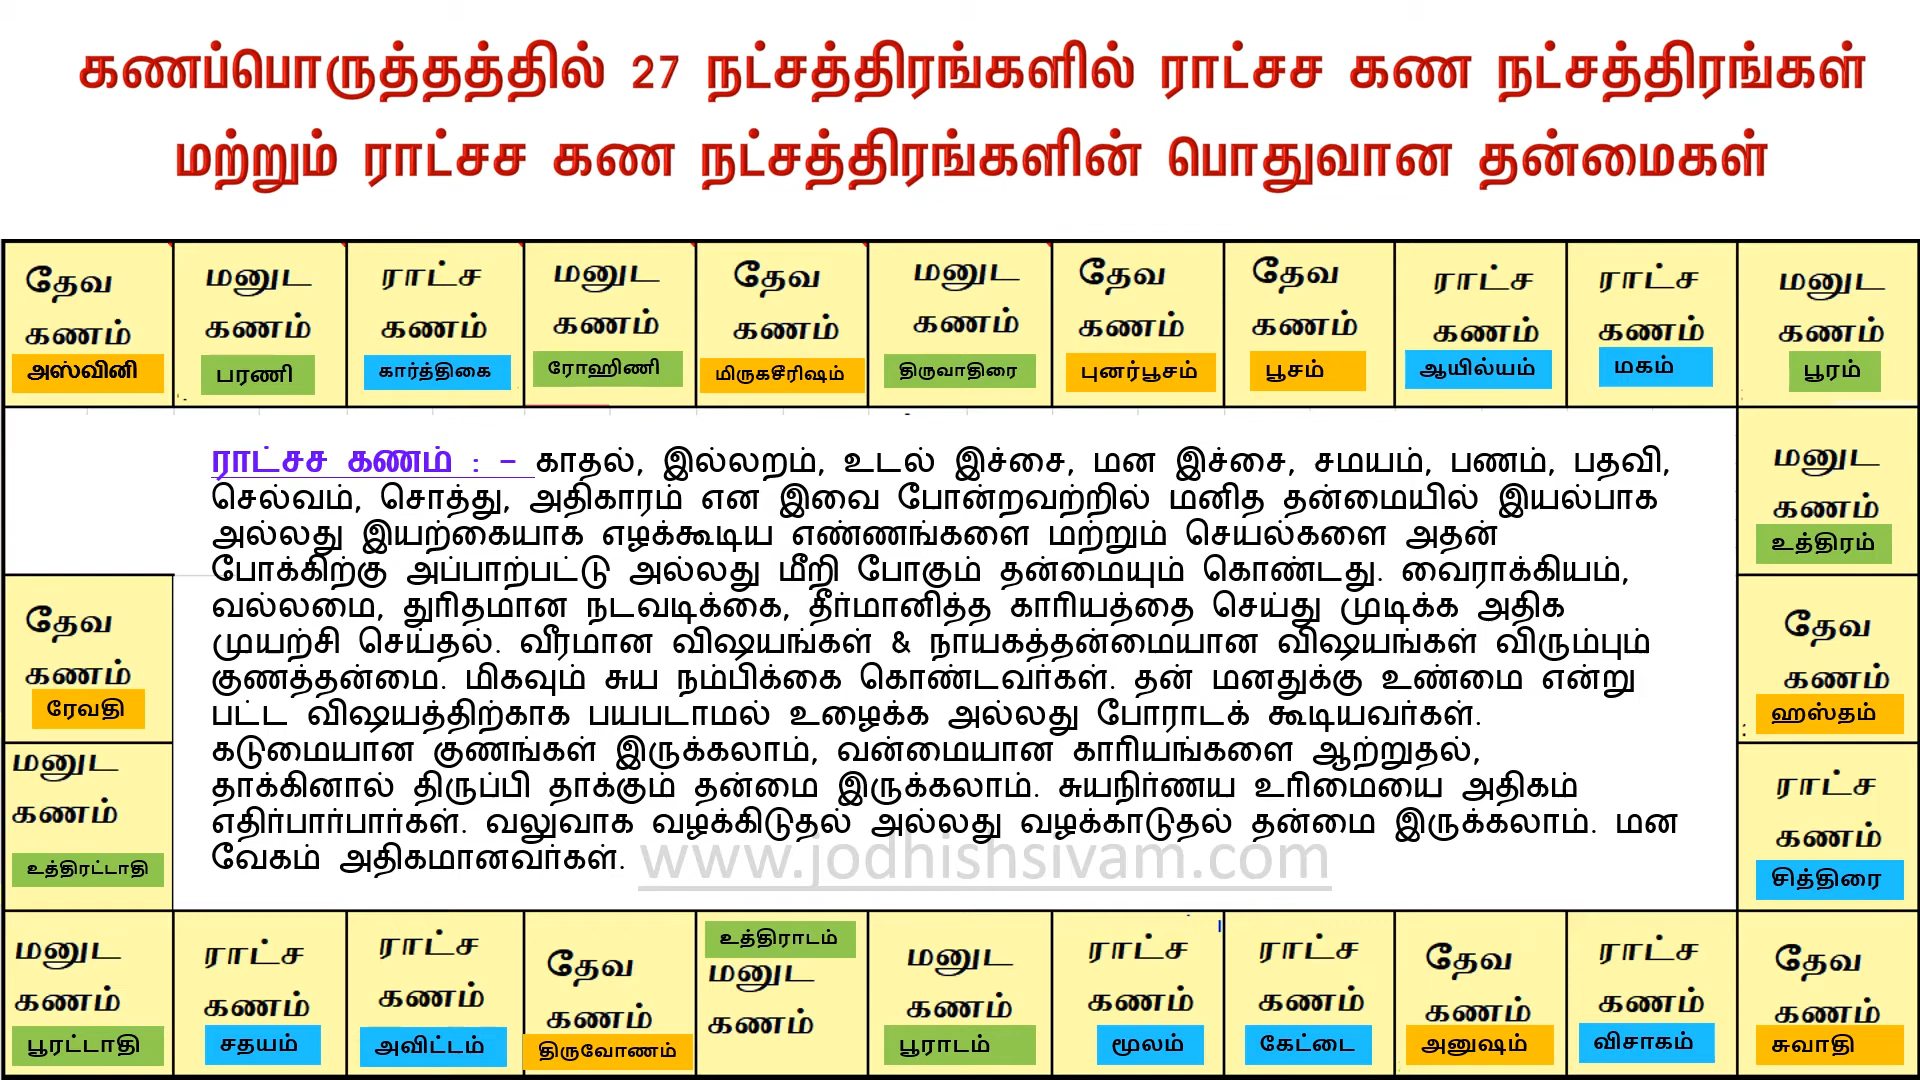 கணப்பொருத்தத்தில் 27 நட்சத்திரங்களில் ராட்சச கண நட்சத்திரங்கள்
மற்றும் ராட்சச கண நட்சத்திரங்களின் பொதுவான தன்மைகள்
தேவ
கணம்
அஸ்வினி
மனுட
கணம்
பரணி
ராட்ச
கணம்
கார்த்திகை
மனுட
கணம்
ரோஹிணி
தேவ
கணம்
மிருகசீரிஷம்
மனுட
கணம்
திருவாதிரை
தேவ
கணம்
புனர்பூசம்
தேவ
கணம்
பூசம்
ராட்ச
கணம்
ஆயில்யம்
ராட்ச
கணம்
மகம்
மனுட
கணம்
பூரம்
ராட்சச கணம் : – காதல், இல்லறம், உடல் இச்சை, மன இச்சை, சமயம், பணம், பதவி,
செல்வம், சொத்து, அதிகாரம் என இவை போன்றவற்றில் மனித தன்மையில் இயல்பாக
அல்லது இயற்கையாக எழக்கூடிய எண்ணங்களை மற்றும் செயல்களை அதன்
போக்கிற்கு அப்பாற்பட்டு அல்லது மீறி போகும் தன்மையும் கொண்டது. வைராக்கியம்,
வல்லமை, துரிதமான நடவடிக்கை, தீர்மானித்த காரியத்தை செய்து முடிக்க அதிக
முயற்சி செய்தல். வீரமான விஷயங்கள் & நாயகத்தன்மையான விஷயங்கள் விரும்பும்
குணத்தன்மை. மிகவும் சுய நம்பிக்கை கொண்டவர்கள். தன் மனதுக்கு உண்மை என்று
பட்ட விஷயத்திற்காக பயபடாமல் உழைக்க அல்லது போராடக் கூடியவர்கள்.
கடுமையான குணங்கள் இருக்கலாம், வன்மையான காரியங்களை ஆற்றுதல்,
தாக்கினால் திருப்பி தாக்கும் தன்மை இருக்கலாம். சுயநிர்ணய உரிமையை அதிகம்
எதிர்பார்பார்கள். வலுவாக வழக்கிடுதல் அல்லது வழக்காடுதல் தன்மை இருக்கலாம். மன
வேகம் அதிகமானவர்கள்.
www.jodhishsivam.com
மனுட
கணம்
உத்திரம்
தேவ
கணம்
ரேவதி
தேவ
கணம்
ஹஸ்தம்
மனுட
கணம்
உத்திரட்டாதி
ராட்ச
கணம்
சித்திரை
மனுட
கணம்
பூரட்டாதி
ராட்ச
கணம்
சதயம்
ராட்ச
கணம்
அவிட்டம்
தேவ
கணம்
திருவோணம்
உத்திராடம்
மனுட
கணம்
மனுட
கணம்
பூராடம்
ராட்ச
கணம்
மூலம்
ராட்ச
கணம்
கேட்டை
தேவ
கணம்
அனுஷம்
ராட்ச
கணம்
விசாகம்
தேவ
கணம்
சுவாதி